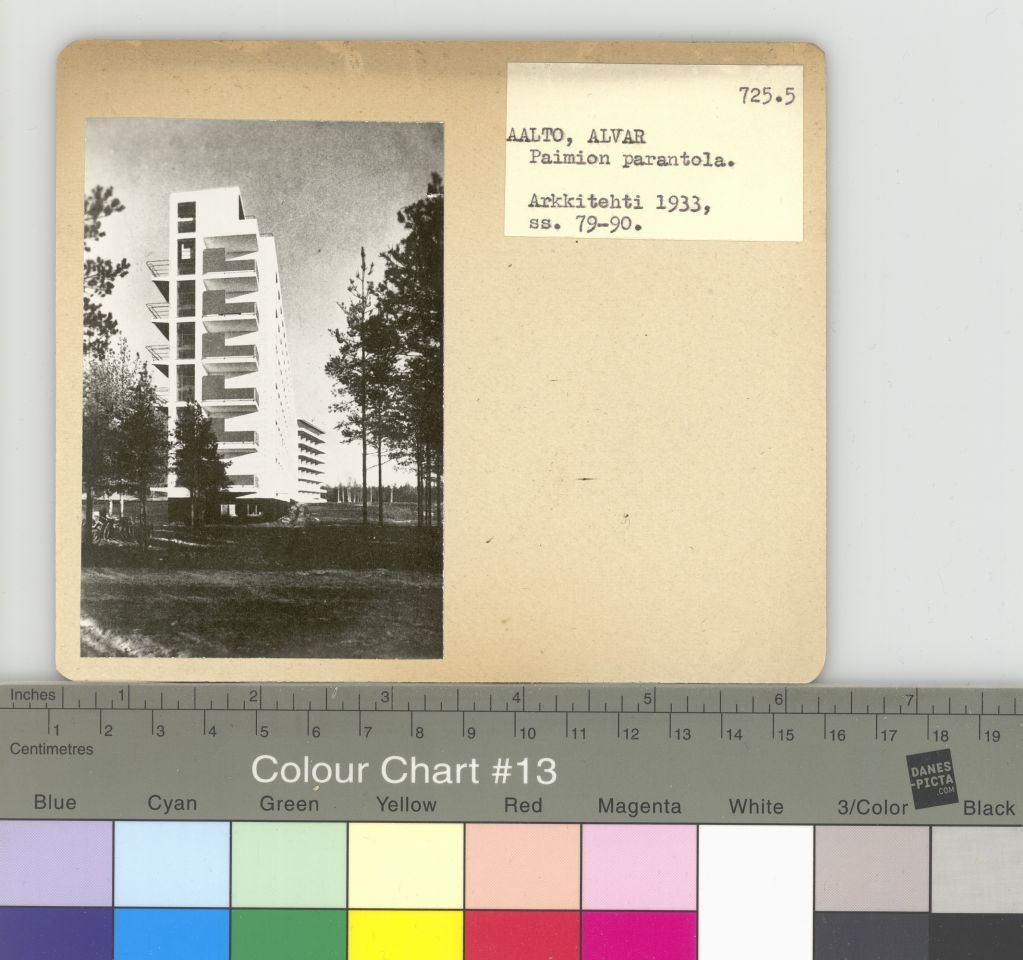 725.5
AALTO, ALVAR
Paimion parantola.
Arkkitehti 1933,
ss. 79-90.
Inches 1 2 3 4 5 6 7
1 2 3 4 5 6 7 8 9 10 11 12 13 14 15 16 17 18 19
Centimetres
Colour Chart #13
DANES
-PICTA
.COM
Blue Cyan Green Yellow Red Magenta White 3/Color Black